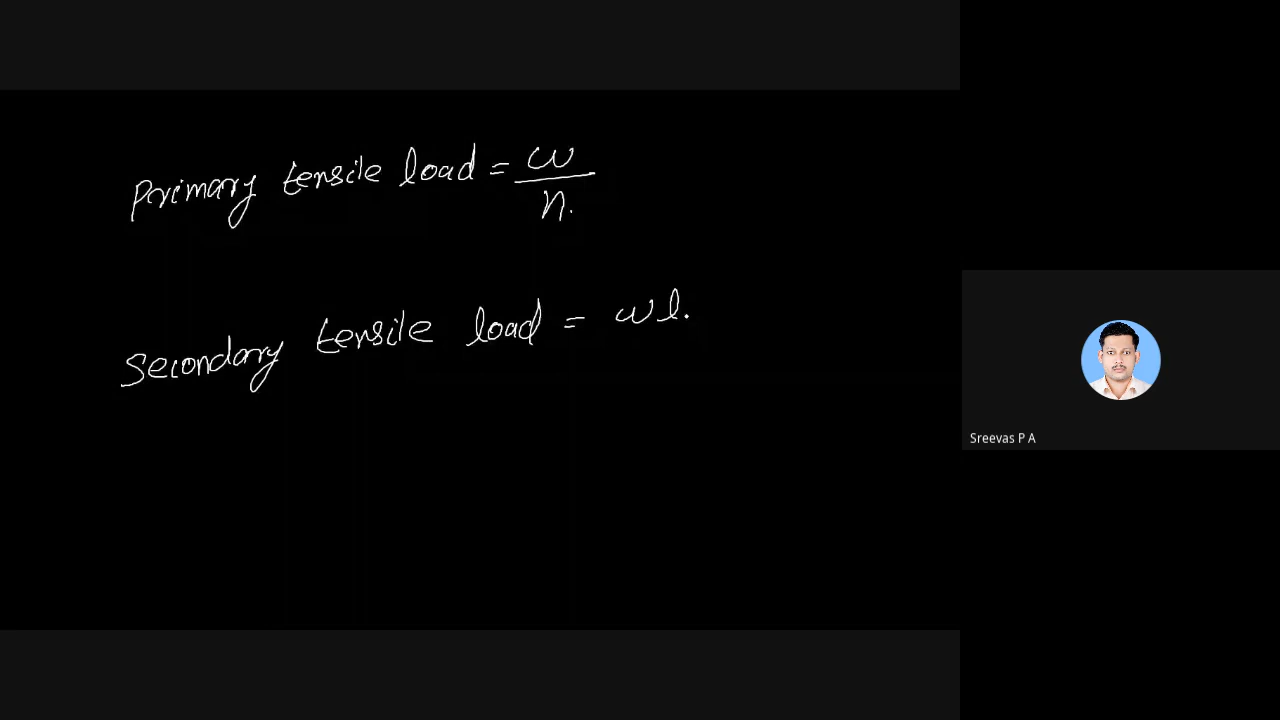 Primary tensile load = w/n.
Secondary tensile load = wl.
Sreevas P A